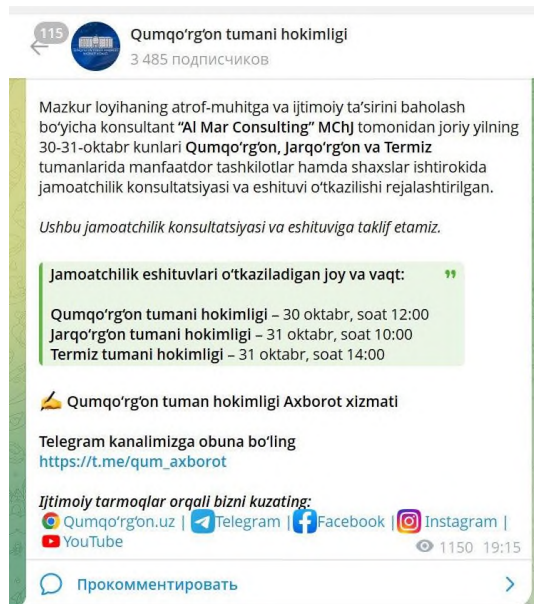 115
Qumqo‘rg‘on tumani hokimligi
3 485 подписчиков
Mazkur loyihaning atrof-muhitga va ijtimoiy ta’sirini baholash
bo‘yicha konsultant “Al Mar Consulting” MChJ tomonidan joriy yilning
30-31-oktabr kunlari Qumqo‘rg‘on, Jarqo‘rg‘on va Termiz
tumanlarida manfaatdor tashkilotlar hamda shaxslar ishtirokida
jamoatchilik konsultatsiyasi va eshituvi o‘tkazilishi rejalashtirilgan.
Ushbu jamoatchilik konsultatsiyasi va eshituviga taklif etamiz.
Jamoatchilik eshituvlari o‘tkaziladigan joy va vaqt:
Qumqo‘rg‘on tumani hokimligi – 30 oktabr, soat 12:00
Jarqo‘rg‘on tumani hokimligi – 31 oktabr, soat 10:00
Termiz tumani hokimligi – 31 oktabr, soat 14:00
✍️ Qumqo‘rg‘on tuman hokimligi Axborot xizmati
Telegram kanalimizga obuna bo‘ling
https://t.me/qum_axborot
Ijtimoiy tarmoqlar orqali bizni kuzating:
Qumqo‘rg‘on.uz | Telegram | Facebook | Instagram |
YouTube
1150 19:15
Прокомментировать